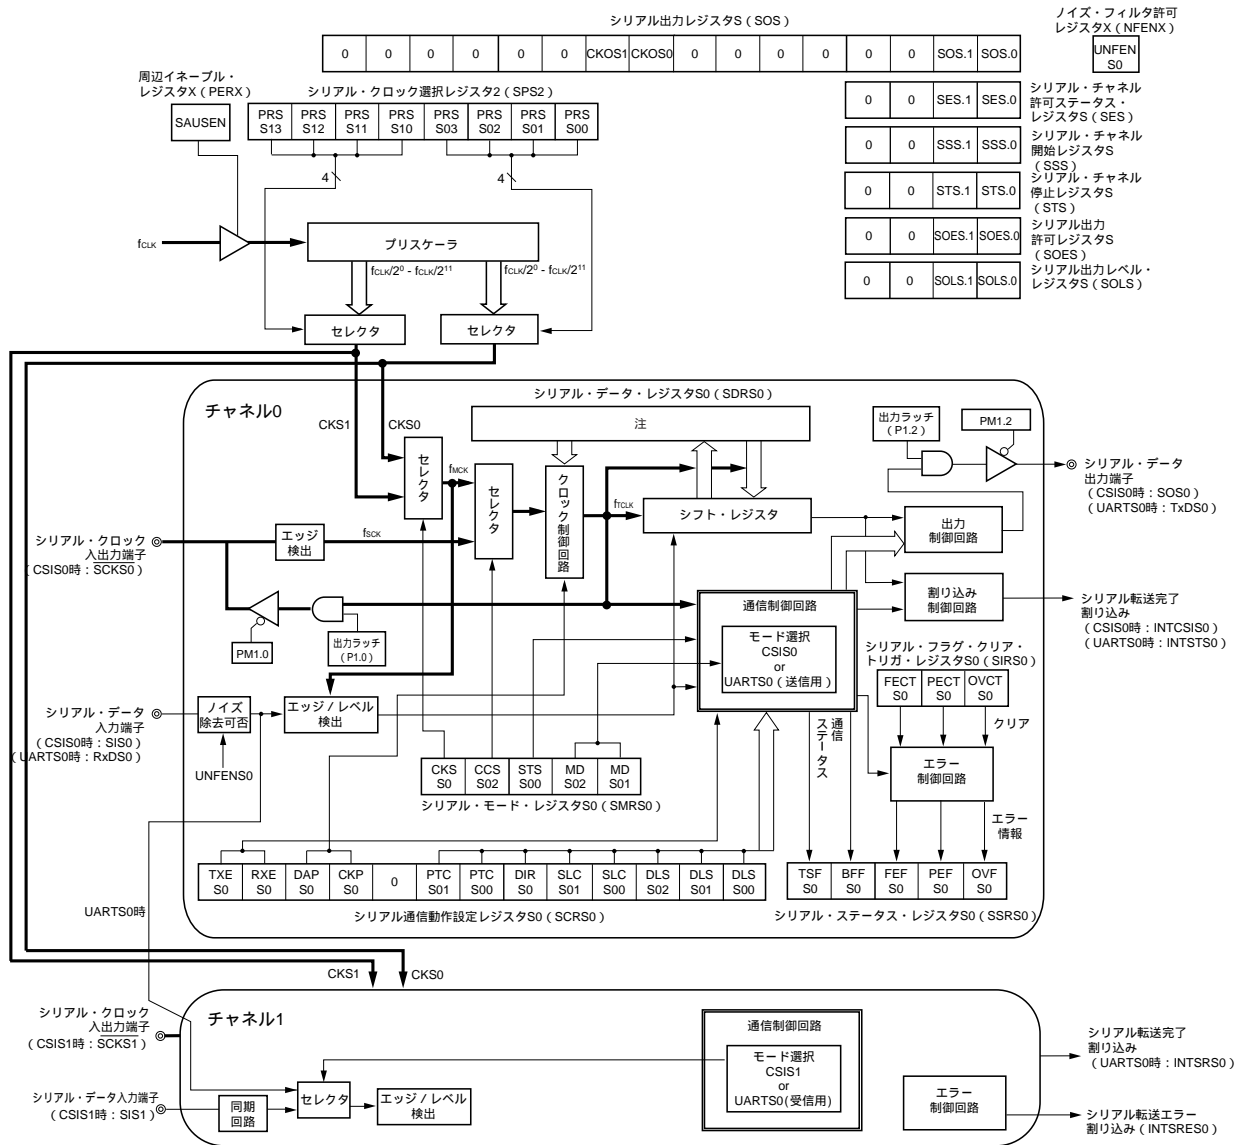 シリアル出力レジスタS(SOS)
0 0 0 0 0 0 CKOS1 CKOS0 0 0 0 0 0 0 SOS.1 SOS.0
ノイズ・フィルタ許可
レジスタX(NFENX)
UNFEN
S0
周辺イネーブル・
レジスタX(PERX)
SAUSEN
シリアル・クロック選択レジスタ2(SPS2)
PRS PRS PRS PRS PRS PRS PRS PRS
S13 S12 S11 S10 S03 S02 S01 S00
4
4
0 0 SES.1 SES.0
シリアル・チャネル
許可ステータス・
レジスタS(SES)
0 0 SSS.1 SSS.0
シリアル・チャネル
開始レジスタS
(SSS)
0 0 STS.1 STS.0
シリアル・チャネル
停止レジスタS
(STS)
0 0 SOES.1 SOES.0
シリアル出力
許可レジスタS
(SOES)
0 0 SOLS.1 SOLS.0
シリアル出力レベル・
レジスタS(SOLS)
fCLK
プリスケーラ
fCLK/2⁰ - fCLK/2¹¹
fCLK/2⁰ - fCLK/2¹¹
セレクタ
セレクタ
チャネル0
CKS1
CKS0
シリアル・データ・レジスタS0(SDRS0)
注
セレクタ
fMCK
セレクタ
クロック制御回路
fTCLK
シフト・レジスタ
出力ラッチ
(P1.2)
PM1.2
シリアル・データ
出力端子
(CSIS0時:SOS0)
(UARTS0時:TxDS0)
出力
制御回路
シリアル・クロック
入出力端子
(CSIS0時:SCKS0)
エッジ
検出
fSCK
PM1.0
出力ラッチ
(P1.0)
通信制御回路
モード選択
CSIS0
or
UARTS0(送信用)
割り込み
制御回路
シリアル転送完了
割り込み
(CSIS0時:INTCSIS0)
(UARTS0時:INTSTS0)
シリアル・フラグ・クリア・
トリガ・レジスタS0(SIRS0)
FECT PECT OVCT
S0 S0 S0
クリア
シリアル・データ
入力端子
(CSIS0時:SIS0)
(UARTS0時:RxDS0)
ノイズ
除去可否
UNFENS0
エッジ/レベル
検出
通信
ステータス
エラー
制御回路
エラー
情報
CKS CCS STS MD MD
S0 S02 S00 S02 S01
シリアル・モード・レジスタS0(SMRS0)
TXE RXE DAP CKP 0 PTC PTC DIR SLC SLC DLS DLS DLS
S0 S0 S0 S0 S01 S00 S0 S01 S00 S02 S01 S00
シリアル通信動作設定レジスタS0(SCRS0)
TSF BFF FEF PEF OVF
S0 S0 S0 S0 S0
シリアル・ステータス・レジスタS0(SSRS0)
UARTS0時
CKS1
CKS0
チャネル1
シリアル・クロック
入出力端子
(CSIS1時:SCKS1)
シリアル・データ入力端子
(CSIS1時:SIS1)
同期
回路
セレクタ
エッジ/レベル
検出
通信制御回路
モード選択
CSIS1
or
UARTS0(受信用)
エラー
制御回路
シリアル転送完了
割り込み
(UARTS0時:INTSRS0)
シリアル転送エラー
割り込み(INTSRES0)